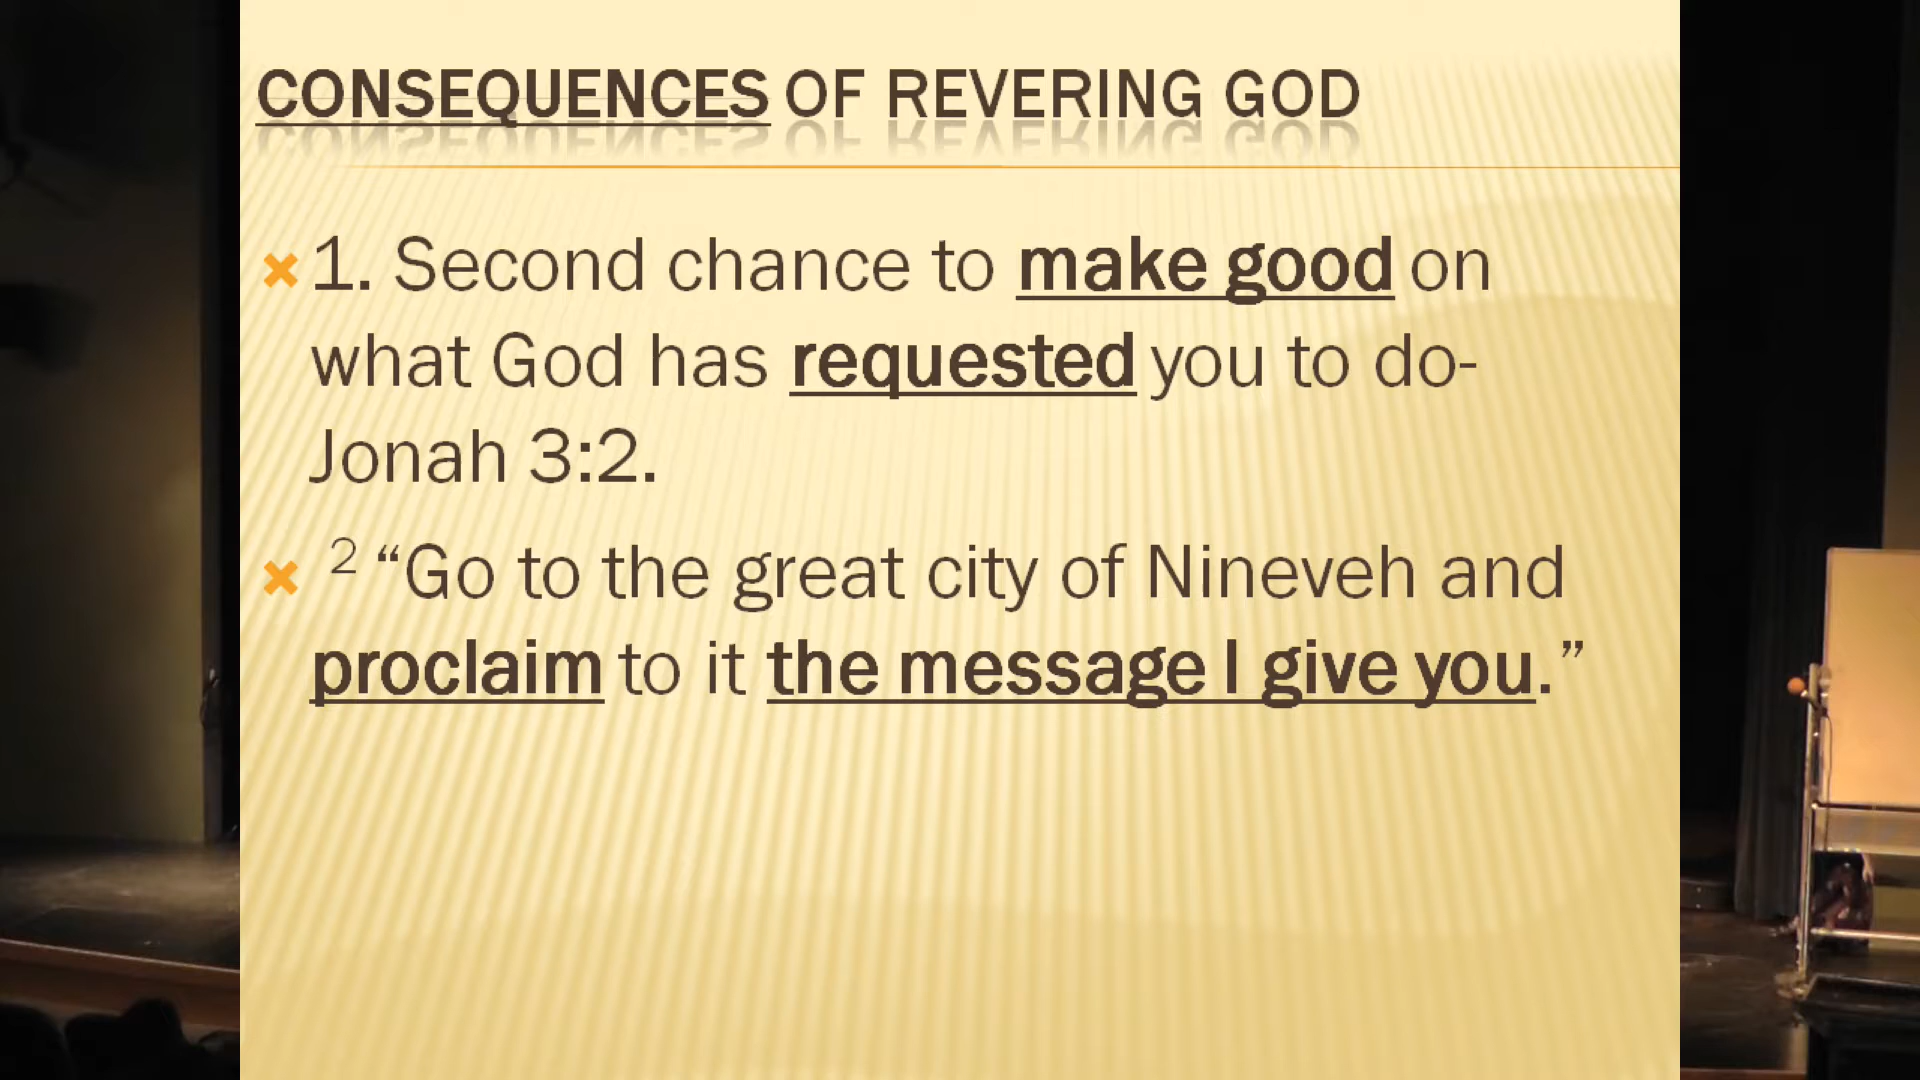 CONSEQUENCES OF REVERING GOD
1. Second chance to make good on
what God has requested you to do-
Jonah 3:2.
2 “Go to the great city of Nineveh and
proclaim to it the message I give you.”